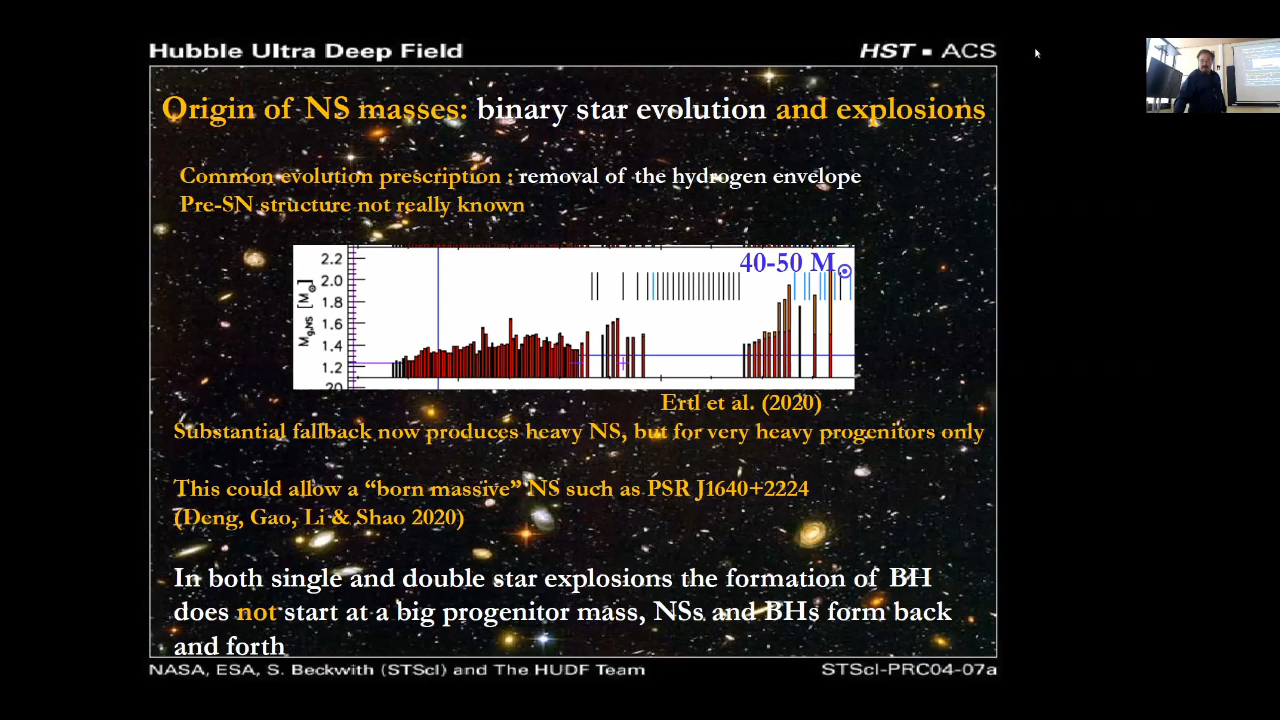 Hubble Ultra Deep Field
HST ▪ ACS
Origin of NS masses: binary star evolution and explosions
Common evolution prescription : removal of the hydrogen envelope
Pre-SN structure not really known
40-50 M⊙
2.2
2.0
1.8
1.6
1.4
1.2
20
Mg,NS [M⊙]
Ertl et al. (2020)
Substantial fallback now produces heavy NS, but for very heavy progenitors only
This could allow a “born massive” NS such as PSR J1640+2224
(Deng, Gao, Li & Shao 2020)
In both single and double star explosions the formation of BH
does not start at a big progenitor mass, NSs and BHs form back
and forth
NASA, ESA, S. Beckwith (STScI) and The HUDF Team
STScI-PRC04-07a